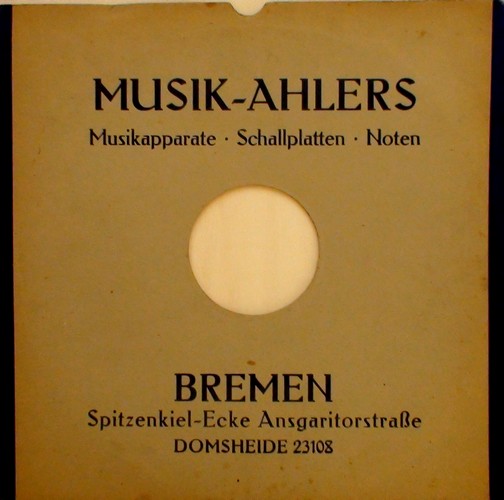 MUSIK-AHLERS
Musikapparate · Schallplatten · Noten
BREMEN
Spitzenkiel-Ecke Ansgaritorstraße
DOMSHEIDE 23108